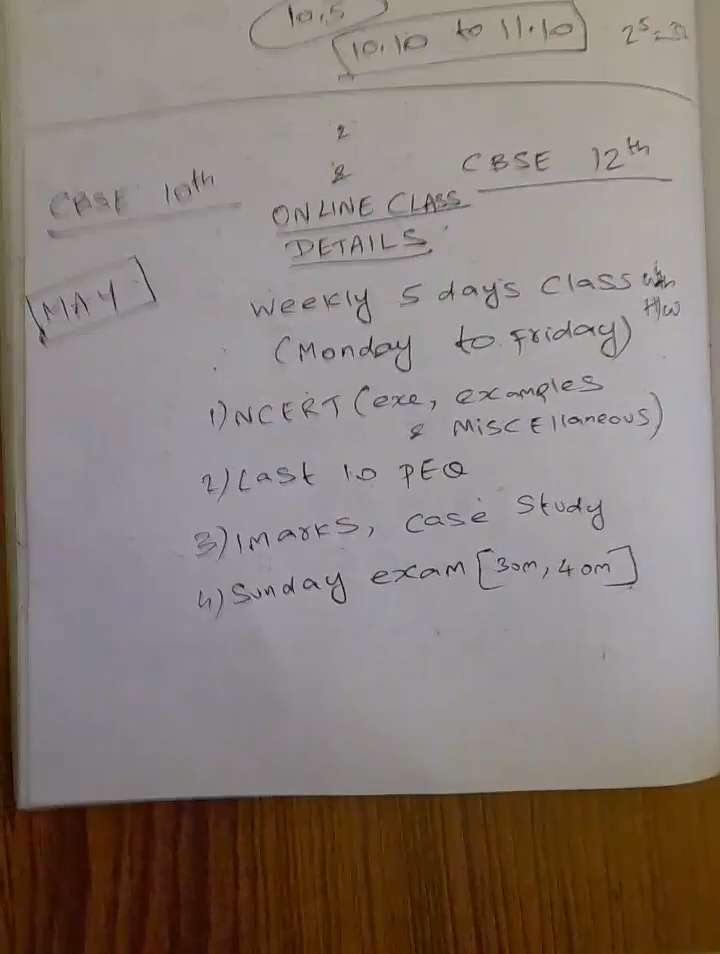 10.5
10.10 to 11.10
2
&
CBSE 10th
CBSE 12th
ONLINE CLASS
DETAILS
MAY
Weekly 5 days class with H/W
(Monday to Friday)
1) NCERT (exe, examples
& MISCEllaneous)
2) Last 10 PEQ
3) 1marks, case study
4) Sunday exam [30m, 40m]